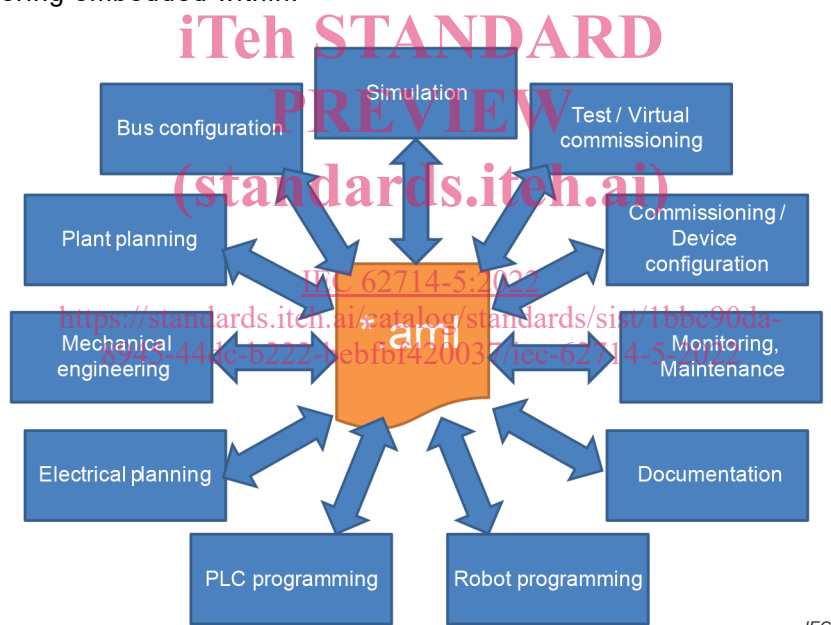 iTeh STANDARD
PREVIEW
(standards.iteh.ai)
IEC 62714-5:2022
https://standards.iteh.ai/catalog/standards/sist/1bbc90da-
8945-44dc-b222-bebfbf420037/iec-62714-5-2022
Simulation
Bus configuration
Test / Virtual
commissioning
Plant planning
Commissioning /
Device
configuration
*.aml
Mechanical
engineering
Monitoring,
Maintenance
Electrical planning
Documentation
PLC programming
Robot programming
IEC